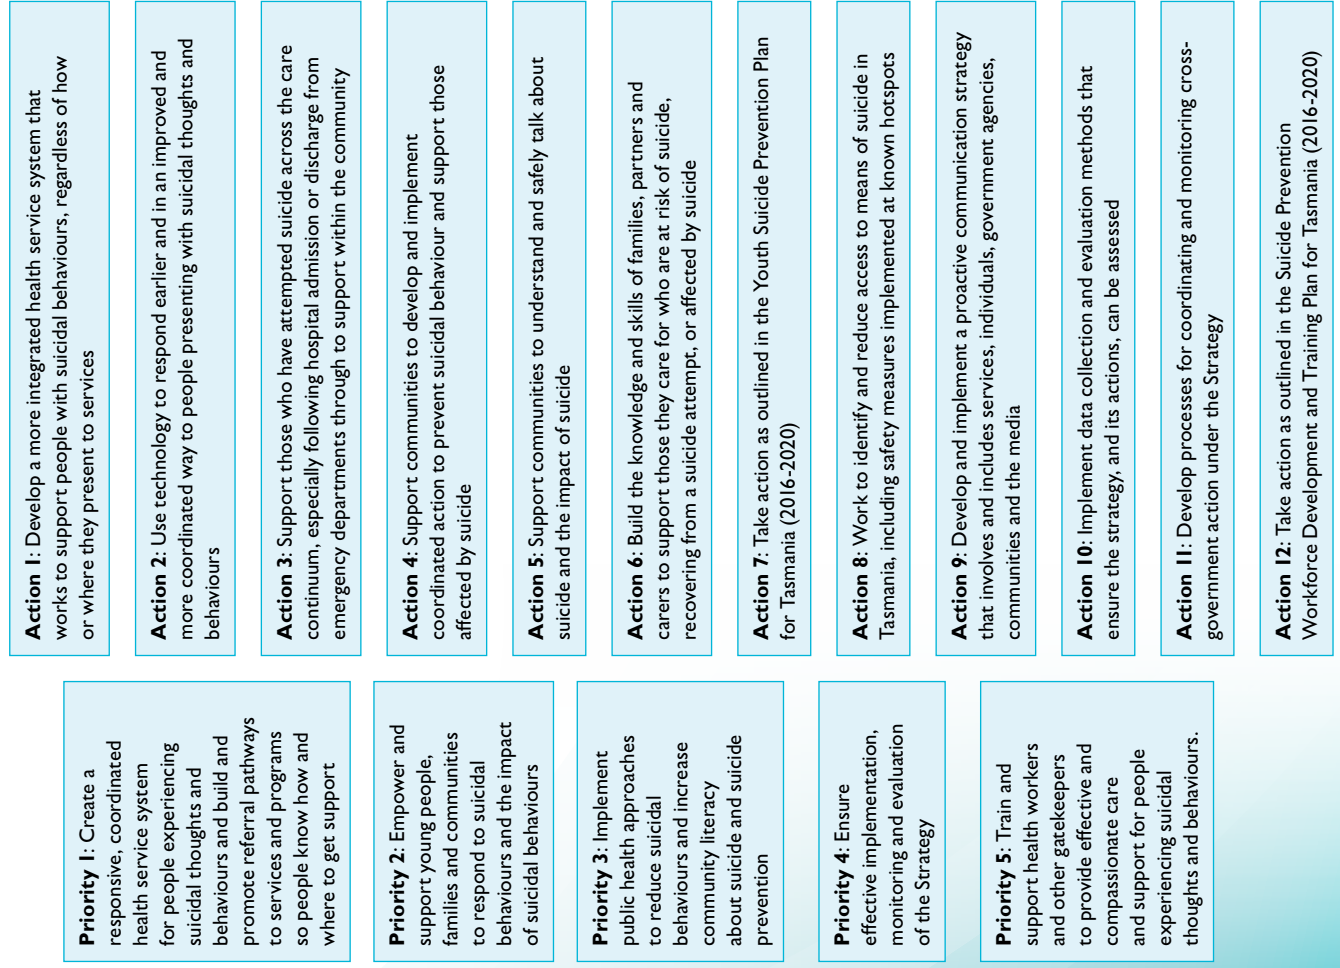 Priority 1: Create a
responsive, coordinated
health service system
for people experiencing
suicidal thoughts and
behaviours and build and
promote referral pathways
to services and programs
so people know how and
where to get support
Priority 2: Empower and
support young people,
families and communities
to respond to suicidal
behaviours and the impact
of suicidal behaviours
Priority 3: Implement
public health approaches
to reduce suicidal
behaviours and increase
community literacy
about suicide and suicide
prevention
Priority 4: Ensure
effective implementation,
monitoring and evaluation
of the Strategy
Priority 5: Train and
support health workers
and other gatekeepers
to provide effective and
compassionate care
and support for people
experiencing suicidal
thoughts and behaviours.
Action 1: Develop a more integrated health service system that
works to support people with suicidal behaviours, regardless of how
or where they present to services
Action 2: Use technology to respond earlier and in an improved and
more coordinated way to people presenting with suicidal thoughts and
behaviours
Action 3: Support those who have attempted suicide across the care
continuum, especially following hospital admission or discharge from
emergency departments through to support within the community
Action 4: Support communities to develop and implement
coordinated action to prevent suicidal behaviour and support those
affected by suicide
Action 5: Support communities to understand and safely talk about
suicide and the impact of suicide
Action 6: Build the knowledge and skills of families, partners and
carers to support those they care for who are at risk of suicide,
recovering from a suicide attempt, or affected by suicide
Action 7: Take action as outlined in the Youth Suicide Prevention Plan
for Tasmania (2016-2020)
Action 8: Work to identify and reduce access to means of suicide in
Tasmania, including safety measures implemented at known hotspots
Action 9: Develop and implement a proactive communication strategy
that involves and includes services, individuals, government agencies,
communities and the media
Action 10: Implement data collection and evaluation methods that
ensure the strategy, and its actions, can be assessed
Action 11: Develop processes for coordinating and monitoring cross-
government action under the Strategy
Action 12: Take action as outlined in the Suicide Prevention
Workforce Development and Training Plan for Tasmania (2016-2020)